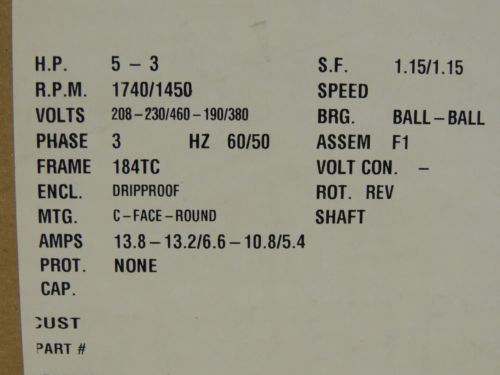 H.P. 5 - 3 S.F. 1.15/1.15
R.P.M. 1740/1450 SPEED
VOLTS 208-230/460-190/380 BRG. BALL-BALL
PHASE 3 HZ 60/50 ASSEM F1
FRAME 184TC VOLT CON. -
ENCL. DRIPPROOF ROT. REV
MTG. C-FACE-ROUND SHAFT
AMPS 13.8-13.2/6.6-10.8/5.4
PROT. NONE
CAP.
CUST
PART #